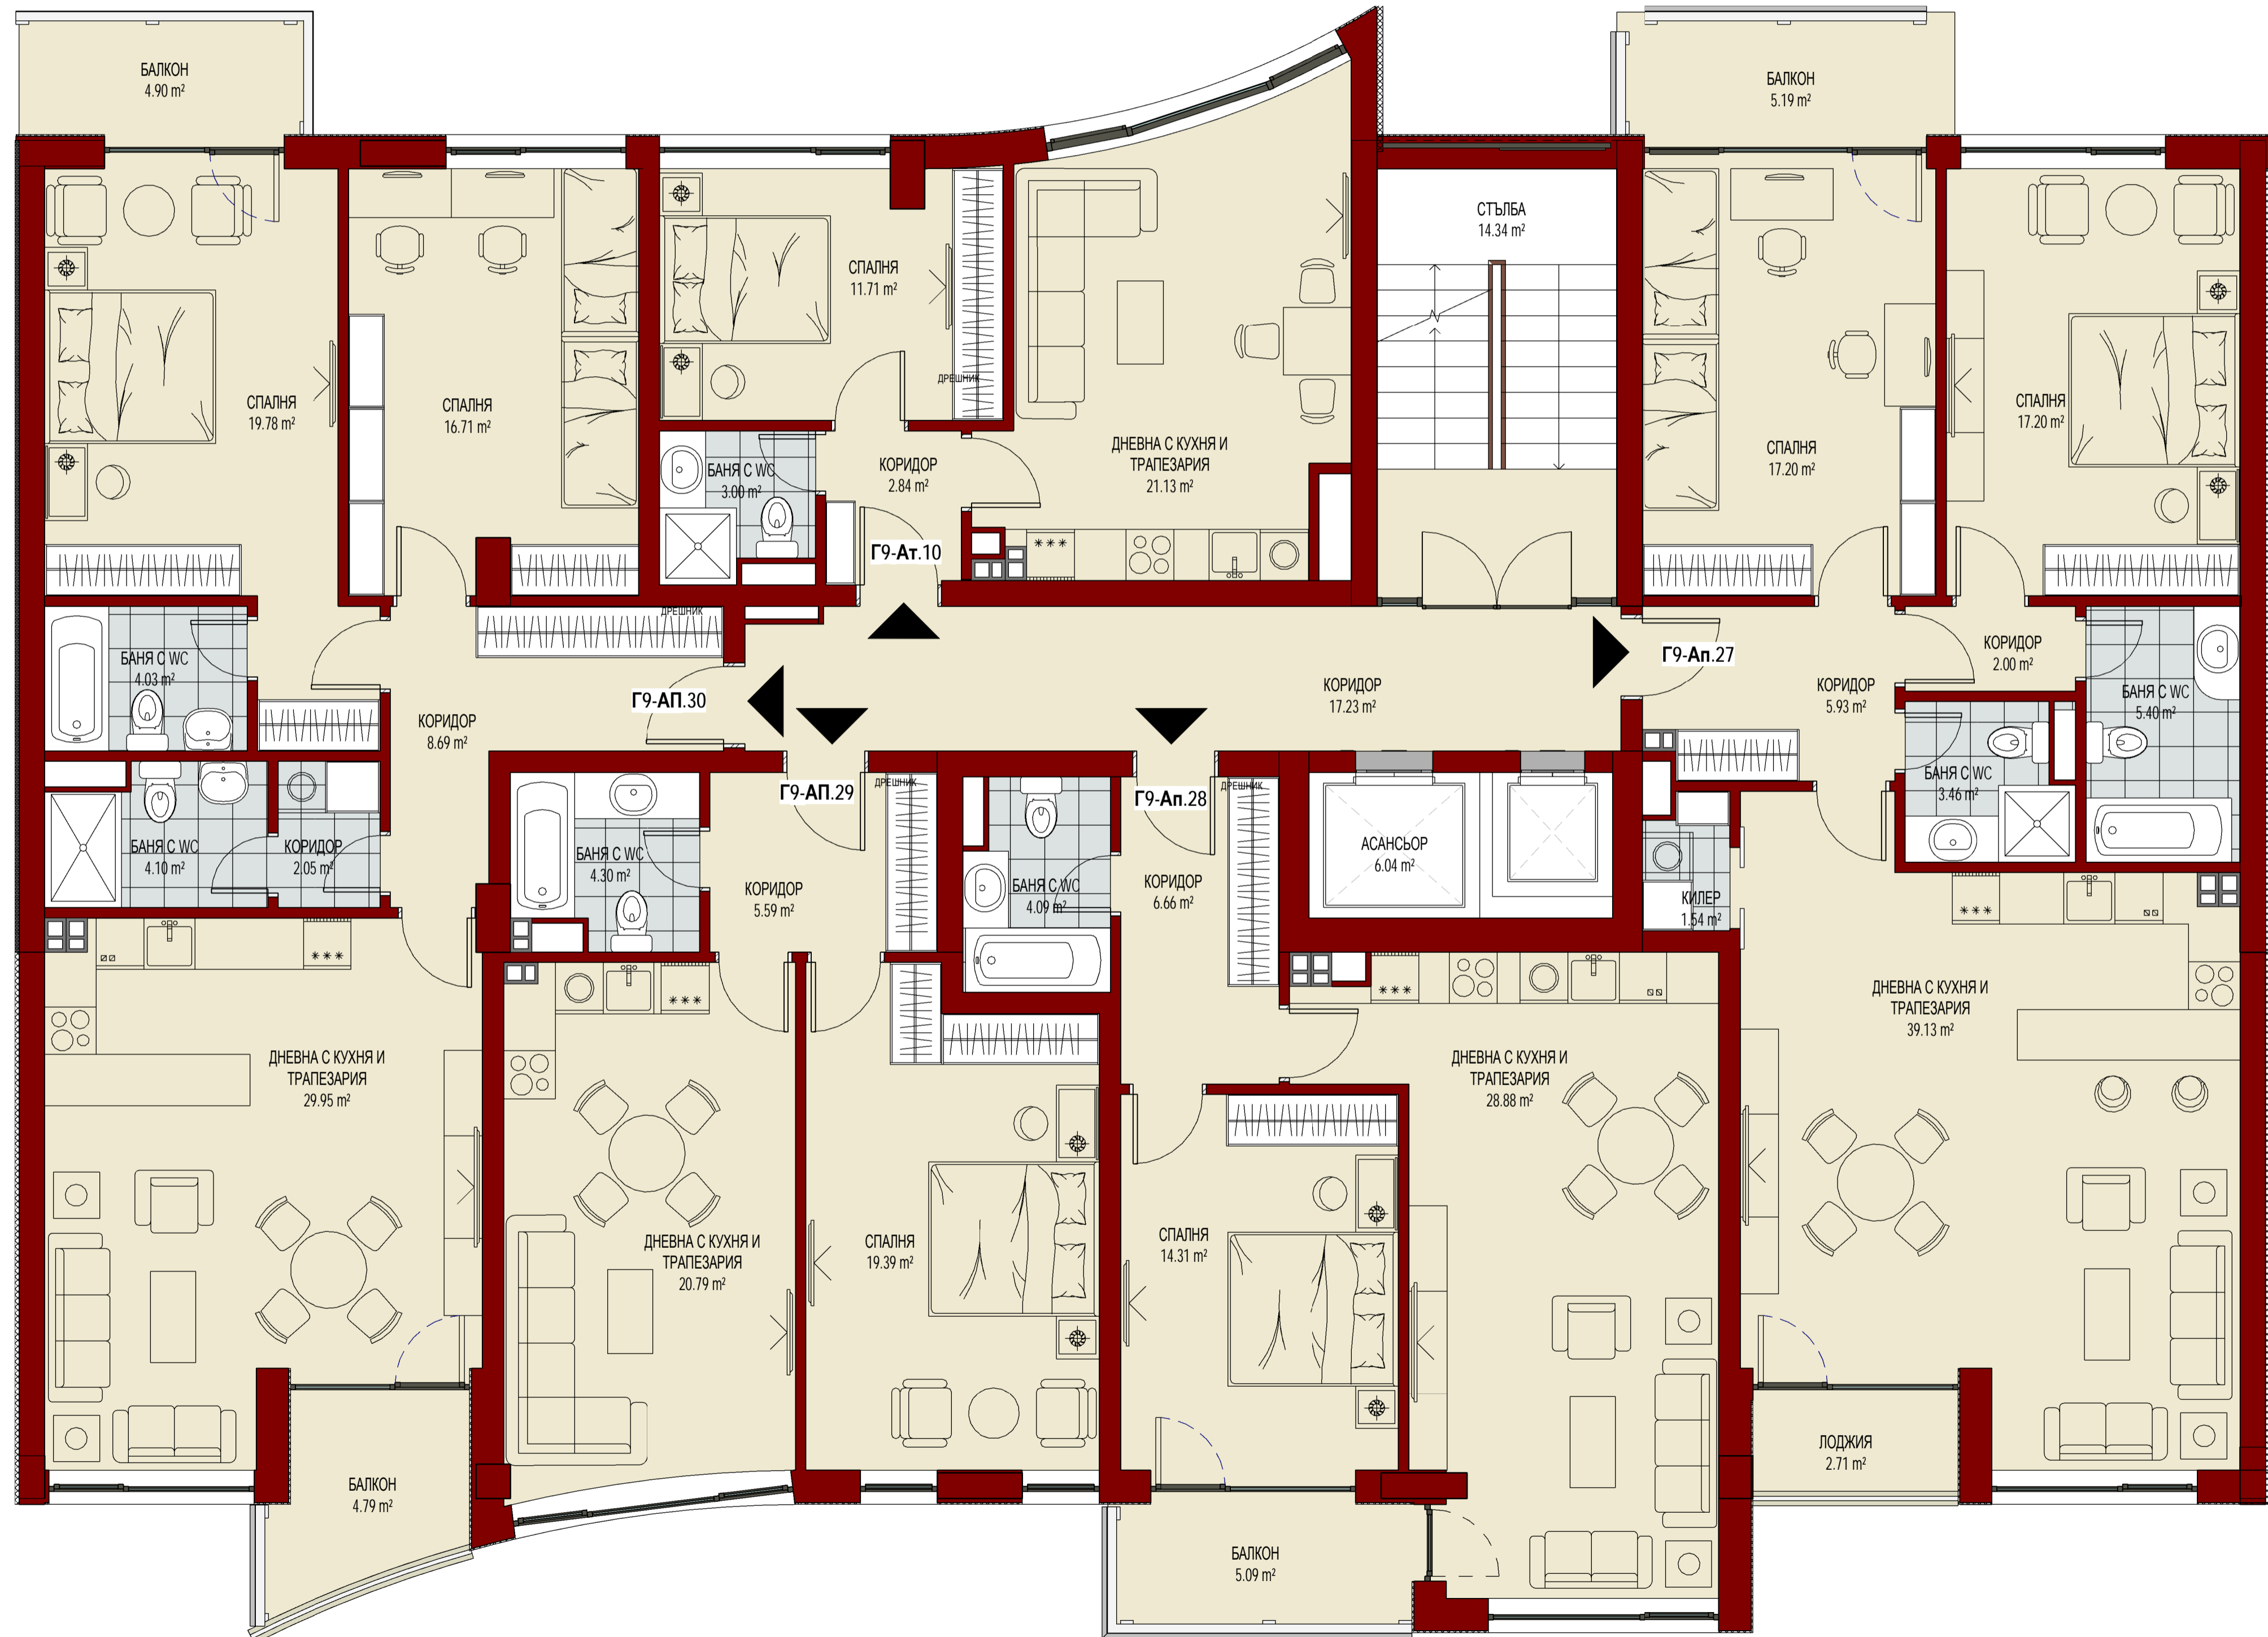 БАЛКОН
4.90 m²
БАЛКОН
5.19 m²
СТЪЛБА
14.34 m²
СПАЛНЯ
11.71 m²
ДРЕШНИК
СПАЛНЯ
19.78 m²
СПАЛНЯ
16.71 m²
СПАЛНЯ
17.20 m²
СПАЛНЯ
17.20 m²
ДНЕВНА С КУХНЯ И
ТРАПЕЗАРИЯ
21.13 m²
БАНЯ С WC
3.00 m²
КОРИДОР
2.84 m²
Г9-Ат.10
ДРЕШНИК
БАНЯ С WC
4.03 m²
КОРИДОР
8.69 m²
Г9-АП.30
КОРИДОР
17.23 m²
Г9-Ап.27
КОРИДОР
5.93 m²
КОРИДОР
2.00 m²
БАНЯ С WC
5.40 m²
БАНЯ С WC
3.46 m²
БАНЯ С WC
4.10 m²
КОРИДОР
2.05 m²
БАНЯ С WC
4.30 m²
Г9-АП.29
ДРЕШНИК
КОРИДОР
5.59 m²
БАНЯ С WC
4.09 m²
Г9-Ап.28
ДРЕШНИК
КОРИДОР
6.66 m²
АСАНСЬОР
6.04 m²
КИЛЕР
1.54 m²
ДНЕВНА С КУХНЯ И
ТРАПЕЗАРИЯ
39.13 m²
ДНЕВНА С КУХНЯ И
ТРАПЕЗАРИЯ
29.95 m²
ДНЕВНА С КУХНЯ И
ТРАПЕЗАРИЯ
28.88 m²
ДНЕВНА С КУХНЯ И
ТРАПЕЗАРИЯ
20.79 m²
СПАЛНЯ
19.39 m²
СПАЛНЯ
14.31 m²
БАЛКОН
4.79 m²
ЛОДЖИЯ
2.71 m²
БАЛКОН
5.09 m²